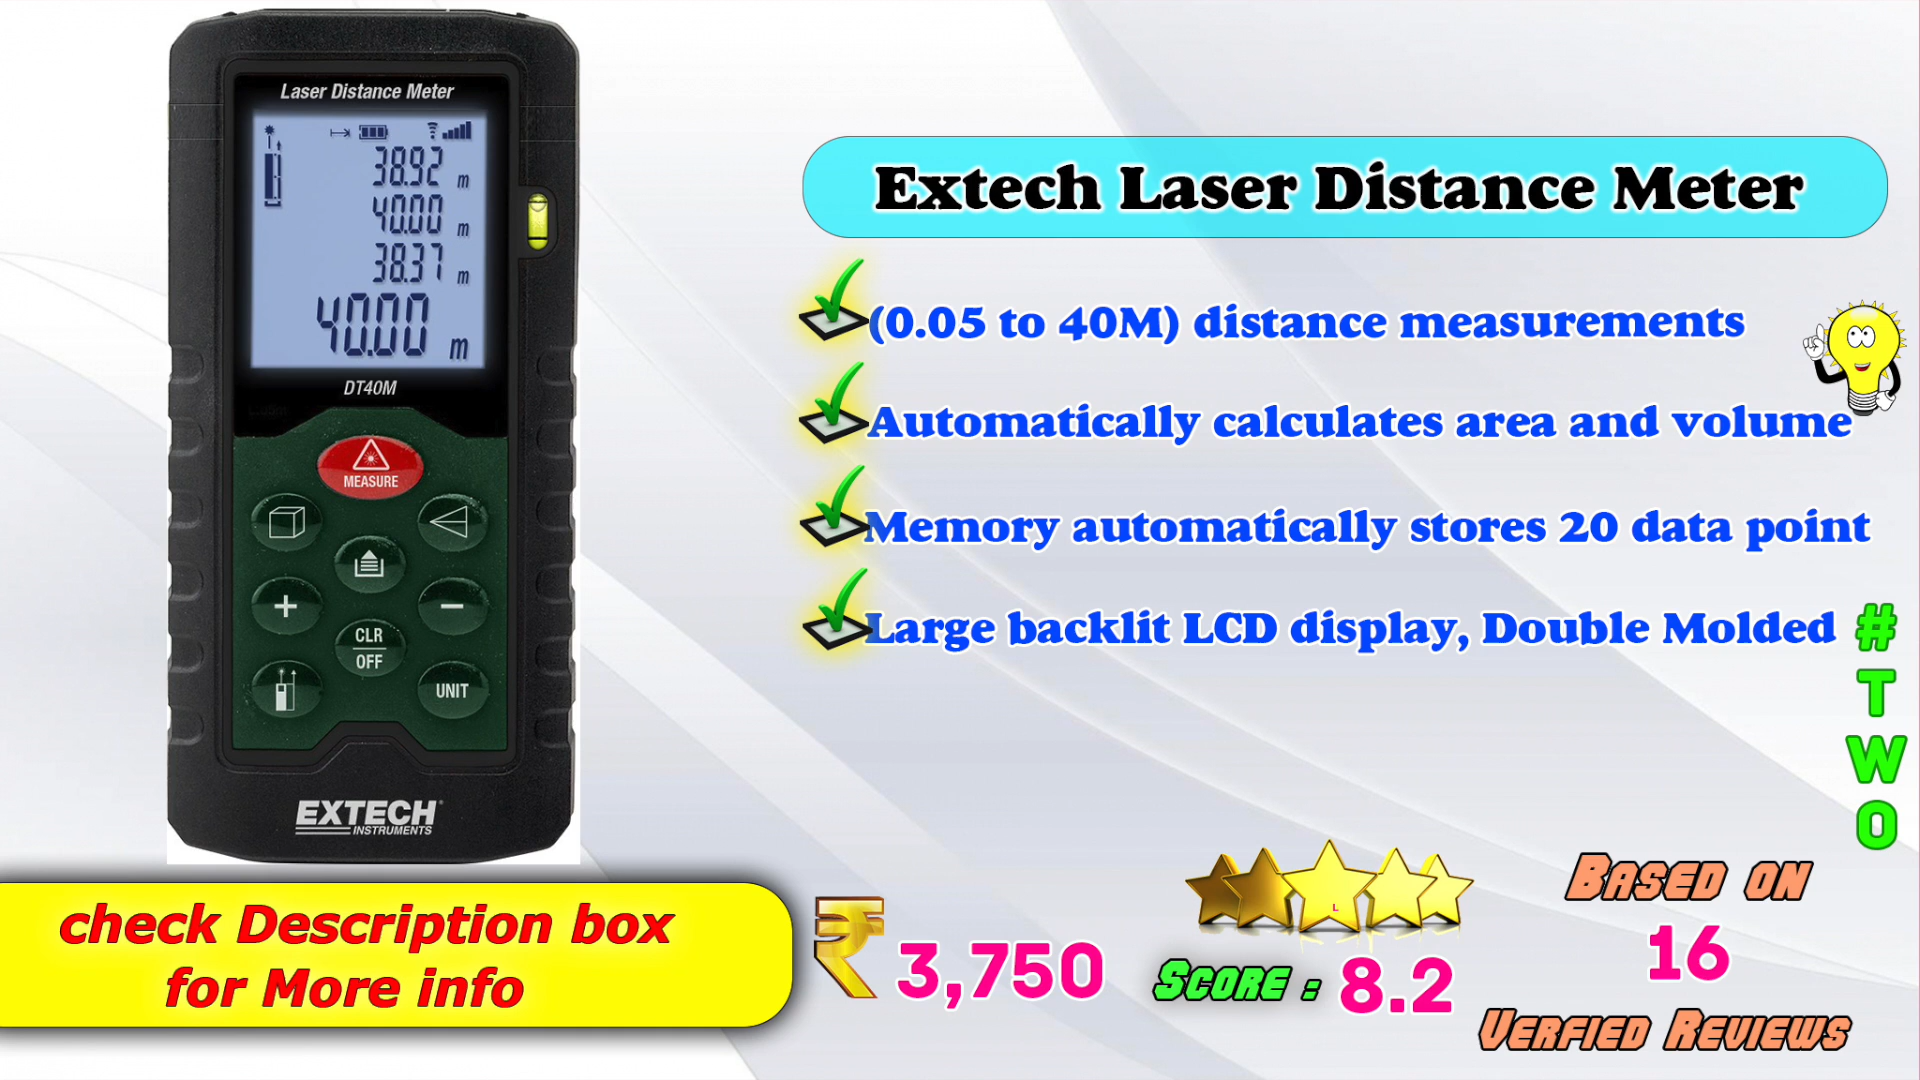 Laser Distance Meter
38.92 m
40.00 m
38.37 m
40.00 m
DT40M
MEASURE
+
−
CLR
OFF
UNIT
EXTECH
INSTRUMENTS
Extech Laser Distance Meter
(0.05 to 40M) distance measurements
Automatically calculates area and volume
Memory automatically stores 20 data point
Large backlit LCD display, Double Molded
#
T
W
O
check Description box
for More info
₹ 3,750
L
Score : 8.2
Based on
16
Verfied Reviews